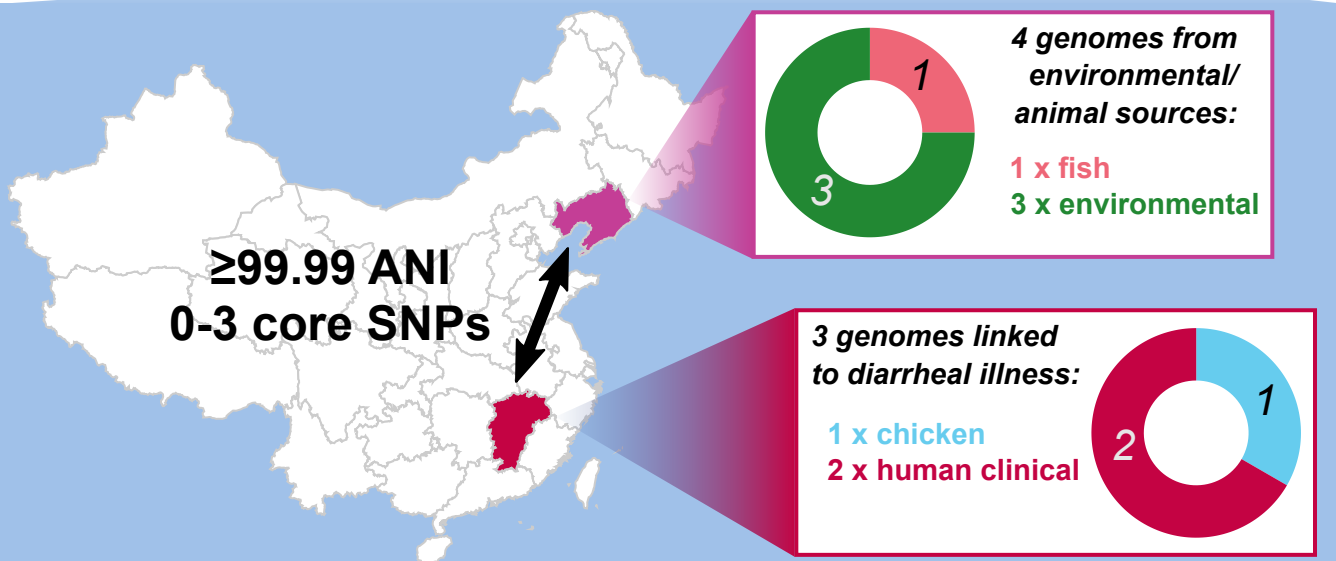 ≥99.99 ANI
0-3 core SNPs
1
3
4 genomes from
environmental/
animal sources:
1 x fish
3 x environmental
3 genomes linked
to diarrheal illness:
1 x chicken
2 x human clinical
1
2